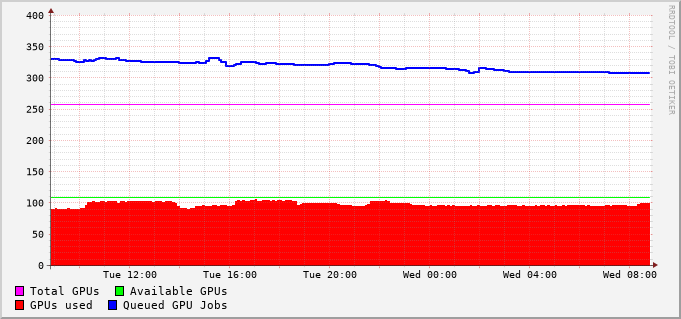 400
350
300
250
200
150
100
50
0
Tue 12:00 Tue 16:00 Tue 20:00 Wed 00:00 Wed 04:00 Wed 08:00
Total GPUs Available GPUs
GPUs used Queued GPU Jobs
RRDTOOL / TOBI OETIKER